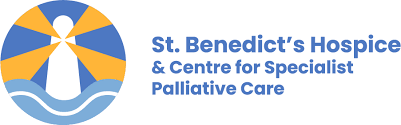 St. Benedict's Hospice
& Centre for Specialist
Palliative Care